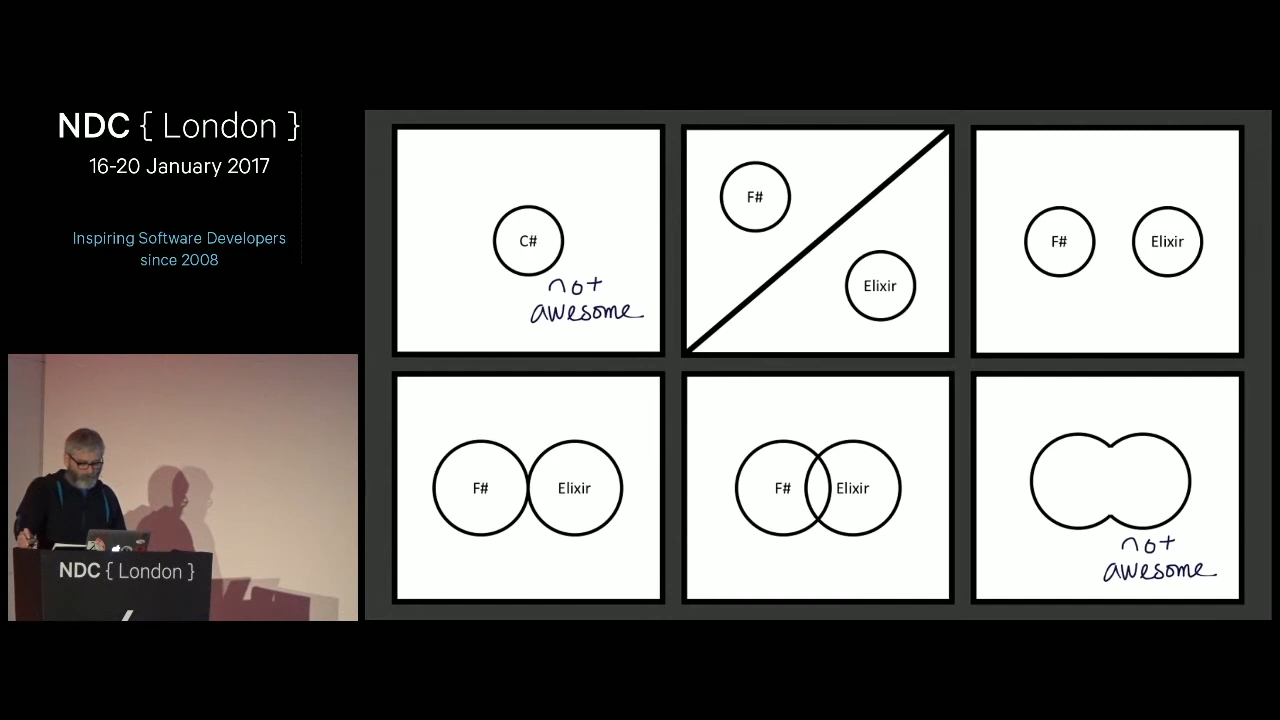 NDC { London }
16-20 January 2017
Inspiring Software Developers
since 2008
NDC { London }
C#
not
awesome
F#
Elixir
F#
Elixir
F#
Elixir
F#
Elixir
not
awesome